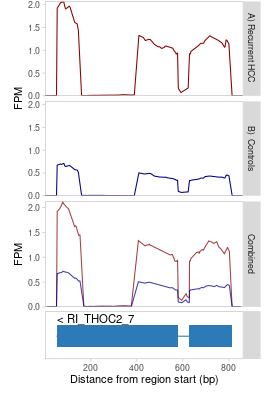 2.0
1.5
1.0
0.5
0.0
FPM
A) Recurrent HCC
2.0
1.5
1.0
0.5
0.0
B) Controls
2.0
1.5
1.0
0.5
0.0
FPM
Combined
< RI_THOC2_7
200
400
600
800
Distance from region start (bp)